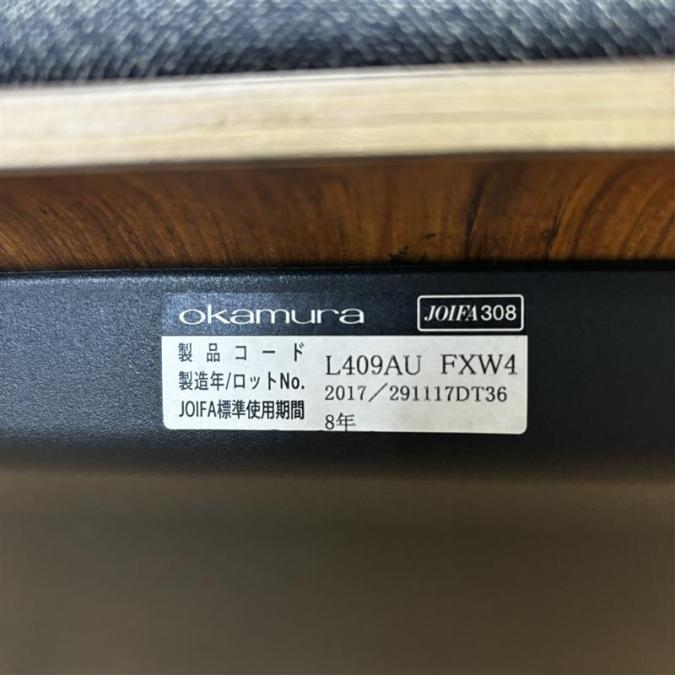 okamura JOIFA308
製品コード L409AU FXW4
製造年/ロットNo. 2017/291117DT36
JOIFA標準使用期間 8年